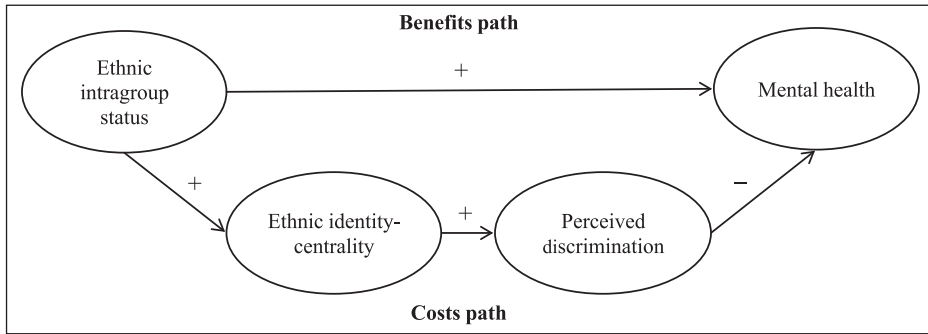 Benefits path
Ethnic
intragroup
status
+
Mental health
+
Ethnic identity-
centrality
+
Perceived
discrimination
−
Costs path